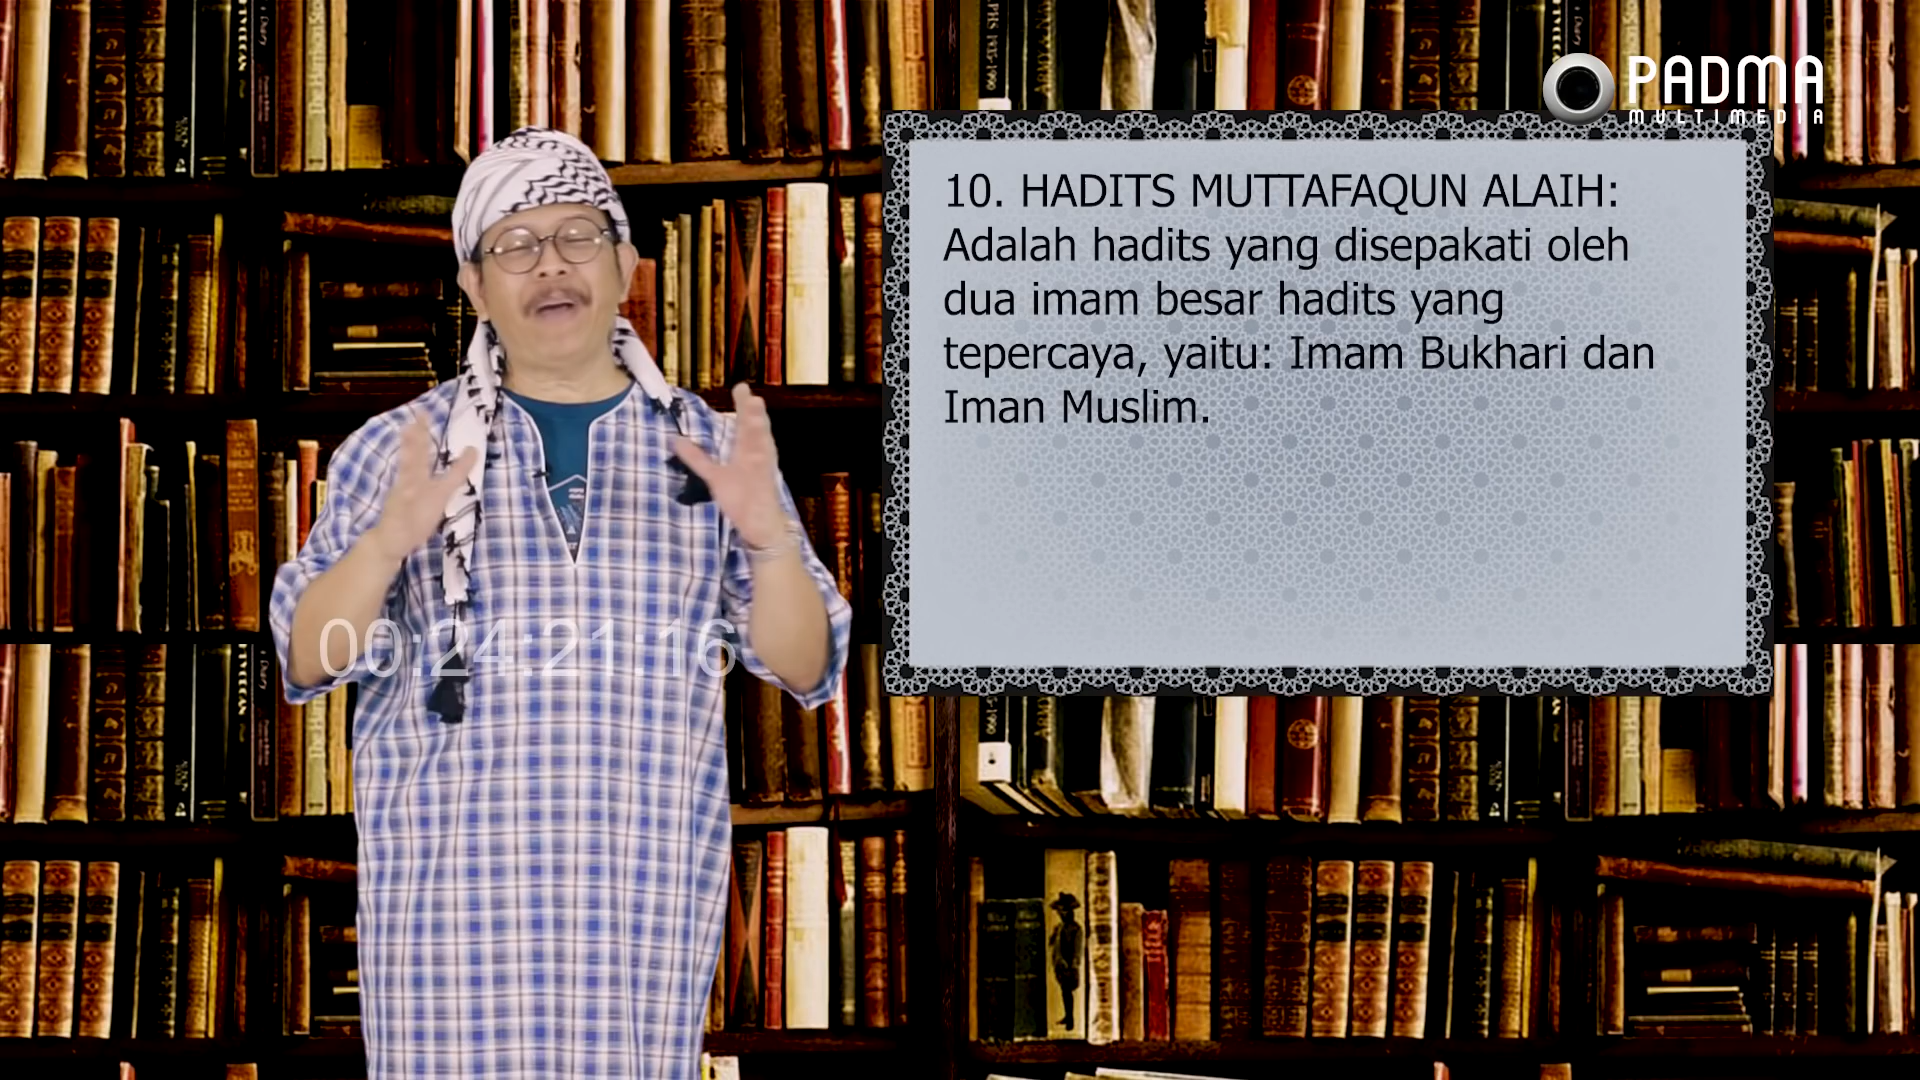 PADMA
MULTIMEDIA
10. HADITS MUTTAFAQUN ALAIH:
Adalah hadits yang disepakati oleh
dua imam besar hadits yang
tepercaya, yaitu: Imam Bukhari dan
Iman Muslim.
00:24:21:16